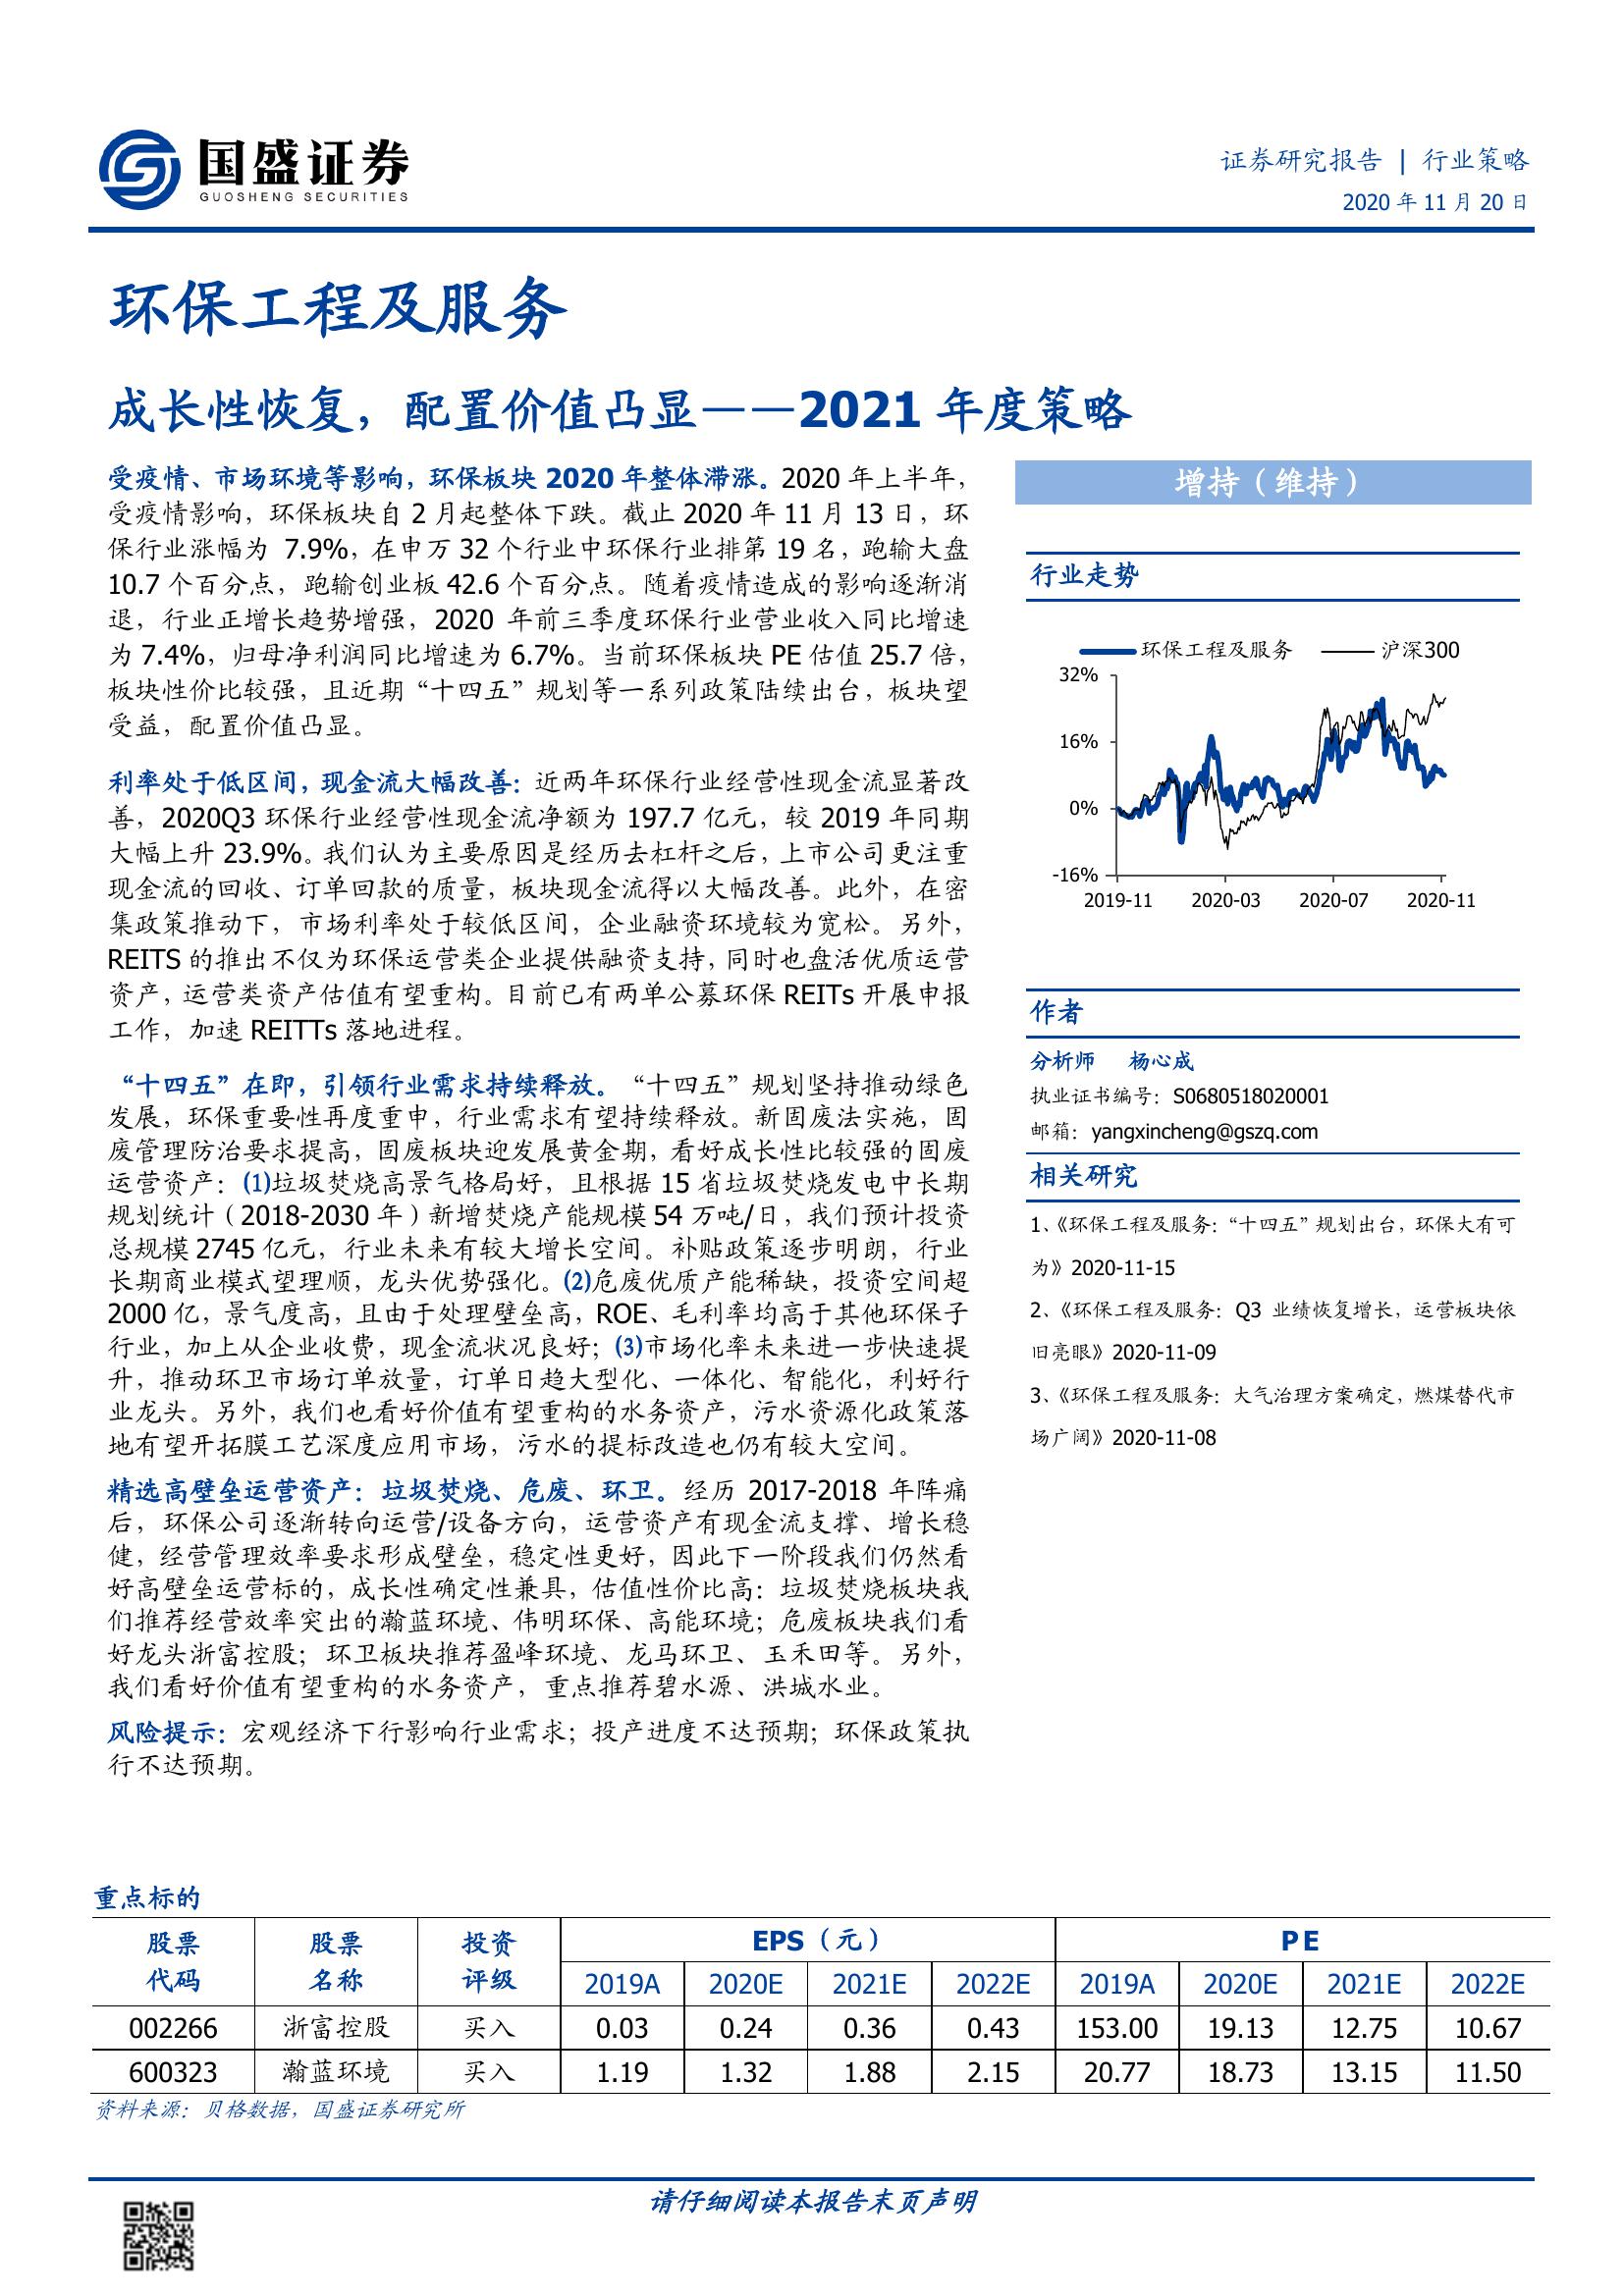 国盛证券
GUOSHENG SECURITIES
证券研究报告 | 行业策略
2020 年 11 月 20 日
环保工程及服务
成长性恢复，配置价值凸显——2021 年度策略
受疫情、市场环境等影响，环保板块 2020 年整体滞涨。2020 年上半年，
受疫情影响，环保板块自 2 月起整体下跌。截止 2020 年 11 月 13 日，环
保行业涨幅为 7.9%，在申万 32 个行业中环保行业排第 19 名，跑输大盘
10.7 个百分点，跑输创业板 42.6 个百分点。随着疫情造成的影响逐渐消
退，行业正增长趋势增强，2020 年前三季度环保行业营业收入同比增速
为 7.4%，归母净利润同比增速为 6.7%。当前环保板块 PE 估值 25.7 倍，
板块性价比较强，且近期“十四五”规划等一系列政策陆续出台，板块望
受益，配置价值凸显。
利率处于低区间，现金流大幅改善：近两年环保行业经营性现金流显著改
善，2020Q3 环保行业经营性现金流净额为 197.7 亿元，较 2019 年同期
大幅上升 23.9%。我们认为主要原因是经历去杠杆之后，上市公司更注重
现金流的回收、订单回款的质量，板块现金流得以大幅改善。此外，在密
集政策推动下，市场利率处于较低区间，企业融资环境较为宽松。另外，
REITS 的推出不仅为环保运营类企业提供融资支持，同时也盘活优质运营
资产，运营类资产估值有望重构。目前已有两单公募环保 REITs 开展申报
工作，加速 REITTs 落地进程。
“十四五”在即，引领行业需求持续释放。“十四五”规划坚持推动绿色
发展，环保重要性再度重申，行业需求有望持续释放。新固废法实施，固
废管理防治要求提高，固废板块迎发展黄金期，看好成长性比较强的固废
运营资产：(1)垃圾焚烧高景气格局好，且根据 15 省垃圾焚烧发电中长期
规划统计（2018-2030 年）新增焚烧产能规模 54 万吨/日，我们预计投资
总规模 2745 亿元，行业未来有较大增长空间。补贴政策逐步明朗，行业
长期商业模式望理顺，龙头优势强化。(2)危废优质产能稀缺，投资空间超
2000 亿，景气度高，且由于处理壁垒高，ROE、毛利率均高于其他环保子
行业，加上从企业收费，现金流状况良好；(3)市场化率未来进一步快速提
升，推动环卫市场订单放量，订单日趋大型化、一体化、智能化，利好行
业龙头。另外，我们也看好价值有望重构的水务资产，污水资源化政策落
地有望开拓膜工艺深度应用市场，污水的提标改造也仍有较大空间。
精选高壁垒运营资产：垃圾焚烧、危废、环卫。经历 2017-2018 年阵痛
后，环保公司逐渐转向运营/设备方向，运营资产有现金流支撑、增长稳
健，经营管理效率要求形成壁垒，稳定性更好，因此下一阶段我们仍然看
好高壁垒运营标的，成长性确定性兼具，估值性价比高：垃圾焚烧板块我
们推荐经营效率突出的瀚蓝环境、伟明环保、高能环境；危废板块我们看
好龙头浙富控股；环卫板块推荐盈峰环境、龙马环卫、玉禾田等。另外，
我们看好价值有望重构的水务资产，重点推荐碧水源、洪城水业。
风险提示：宏观经济下行影响行业需求；投产进度不达预期；环保政策执
行不达预期。
增持（维持）
行业走势
环保工程及服务 沪深300
32%
16%
0%
-16%
2019-11 2020-03 2020-07 2020-11
作者
分析师 杨心成
执业证书编号：S0680518020001
邮箱：yangxincheng@gszq.com
相关研究
1、《环保工程及服务：“十四五”规划出台，环保大有可
为》2020-11-15
2、《环保工程及服务：Q3 业绩恢复增长，运营板块依
旧亮眼》2020-11-09
3、《环保工程及服务：大气治理方案确定，燃煤替代市
场广阔》2020-11-08
重点标的
股票 股票 投资 EPS（元） PE
代码 名称 评级 2019A 2020E 2021E 2022E 2019A 2020E 2021E 2022E
002266 浙富控股 买入 0.03 0.24 0.36 0.43 153.00 19.13 12.75 10.67
600323 瀚蓝环境 买入 1.19 1.32 1.88 2.15 20.77 18.73 13.15 11.50
资料来源：贝格数据，国盛证券研究所
请仔细阅读本报告末页声明